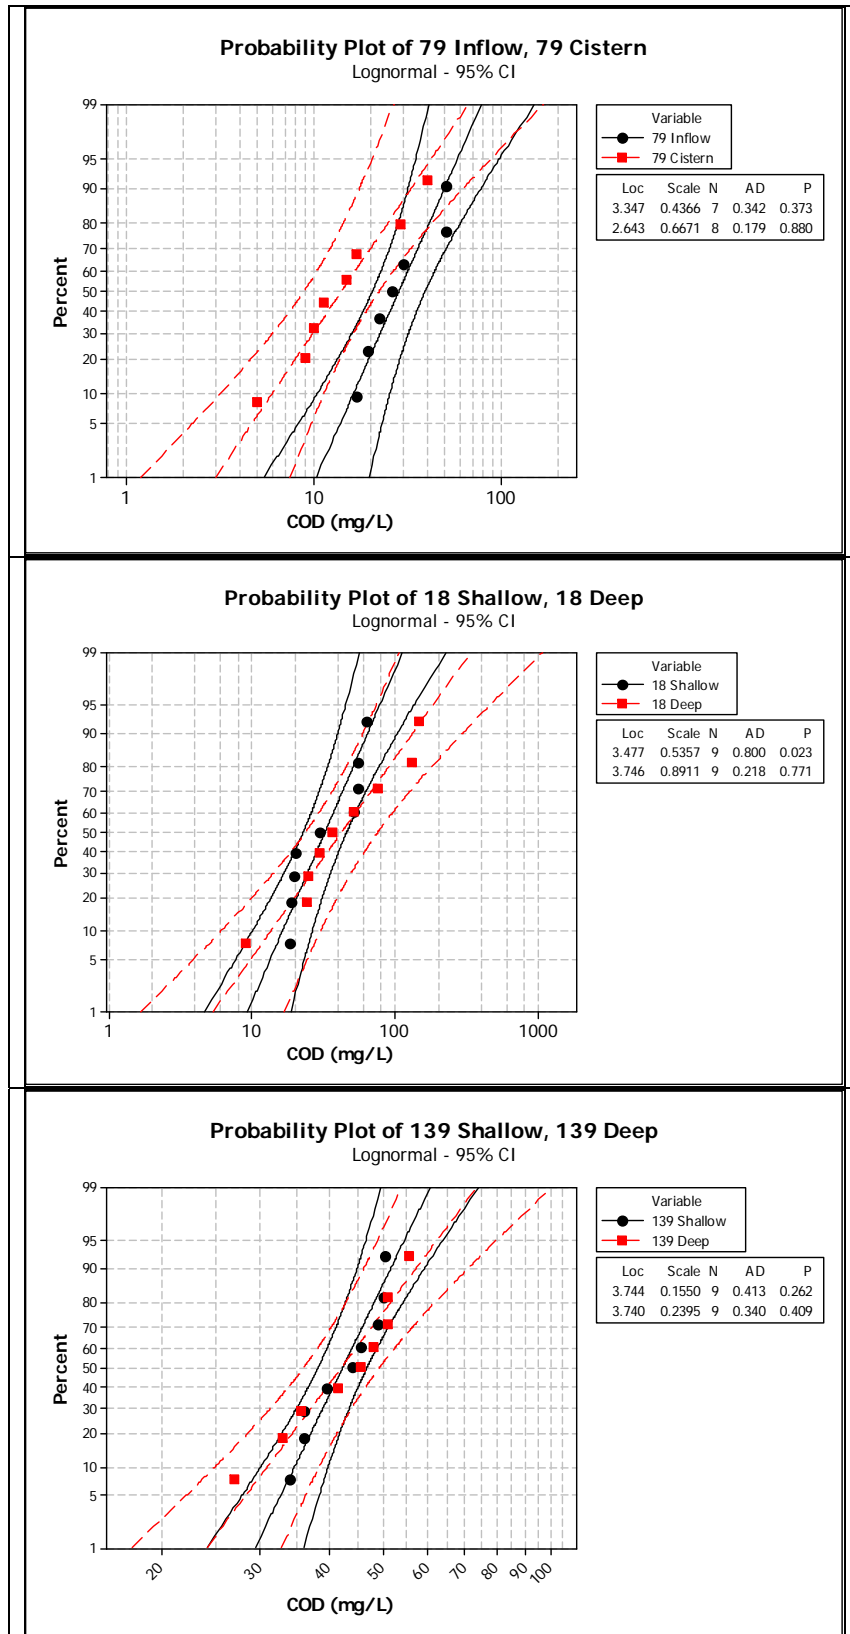 Probability Plot of 79 Inflow, 79 Cistern
Lognormal - 95% CI
Percent
99
95
90
80
70
60
50
40
30
20
10
5
1
1 10 100
COD (mg/L)
Variable
79 Inflow
79 Cistern
Loc Scale N AD P
3.347 0.4366 7 0.342 0.373
2.643 0.6671 8 0.179 0.880
Probability Plot of 18 Shallow, 18 Deep
Lognormal - 95% CI
Percent
99
95
90
80
70
60
50
40
30
20
10
5
1
1 10 100 1000
COD (mg/L)
Variable
18 Shallow
18 Deep
Loc Scale N AD P
3.477 0.5357 9 0.800 0.023
3.746 0.8911 9 0.218 0.771
Probability Plot of 139 Shallow, 139 Deep
Lognormal - 95% CI
Percent
99
95
90
80
70
60
50
40
30
20
10
5
1
20 30 40 50 60 70 80 90 100
COD (mg/L)
Variable
139 Shallow
139 Deep
Loc Scale N AD P
3.744 0.1550 9 0.413 0.262
3.740 0.2395 9 0.340 0.409